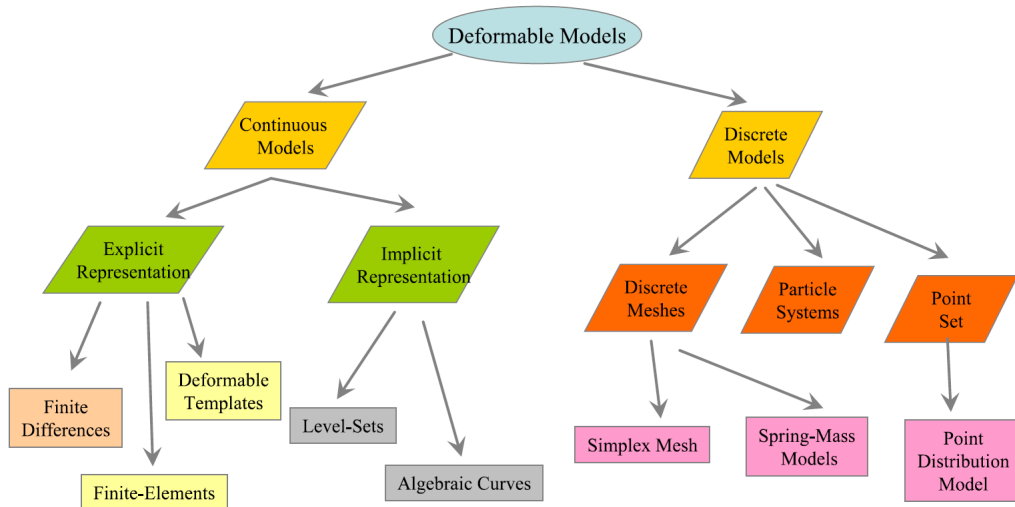 Deformable Models
Continuous
Models
Discrete
Models
Explicit
Representation
Implicit
Representation
Discrete
Meshes
Particle
Systems
Point
Set
Finite
Differences
Deformable
Templates
Finite-Elements
Level-Sets
Algebraic Curves
Simplex Mesh
Spring-Mass
Models
Point
Distribution
Model